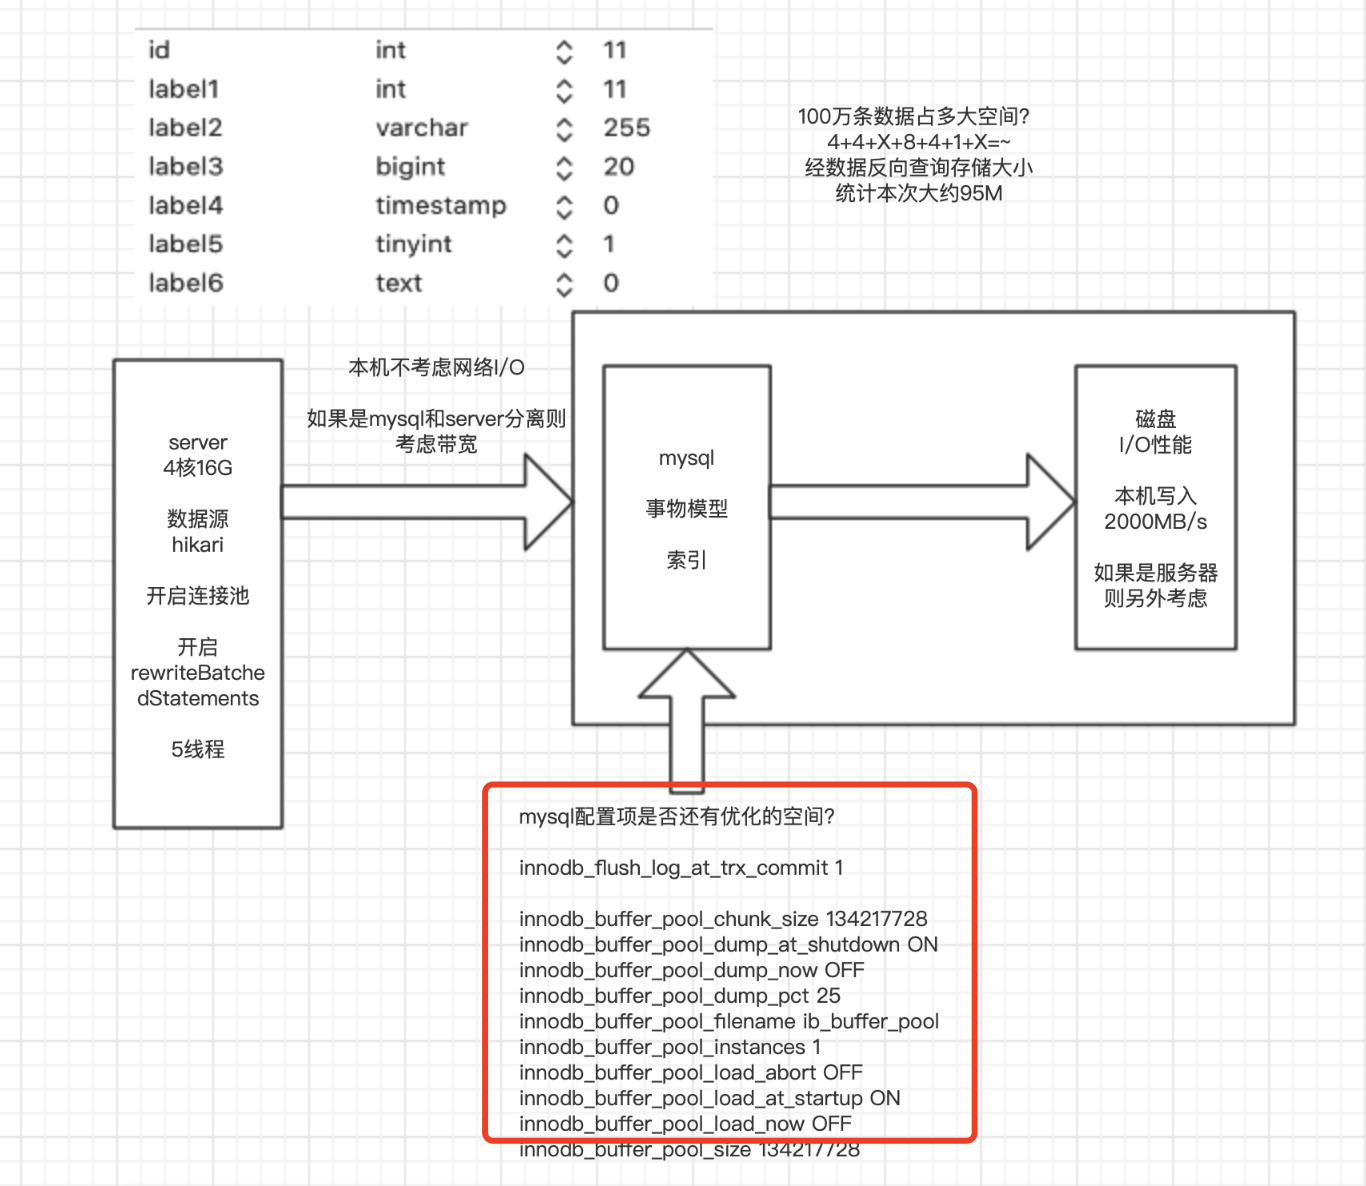 id int 11
label1 int 11
label2 varchar 255
label3 bigint 20
label4 timestamp 0
label5 tinyint 1
label6 text 0
100万条数据占多大空间?
4+4+X+8+4+1+X=~
经数据反向查询存储大小
统计本次大约95M
server
4核16G
数据源
hikari
开启连接池
开启
rewriteBatche
dStatements
5线程
本机不考虑网络I/O
如果是mysql和server分离则
考虑带宽
mysql
事物模型
索引
磁盘
I/O性能
本机写入
2000MB/s
如果是服务器
则另外考虑
mysql配置项是否还有优化的空间?
innodb_flush_log_at_trx_commit 1
innodb_buffer_pool_chunk_size 134217728
innodb_buffer_pool_dump_at_shutdown ON
innodb_buffer_pool_dump_now OFF
innodb_buffer_pool_dump_pct 25
innodb_buffer_pool_filename ib_buffer_pool
innodb_buffer_pool_instances 1
innodb_buffer_pool_load_abort OFF
innodb_buffer_pool_load_at_startup ON
innodb_buffer_pool_load_now OFF
innodb_buffer_pool_size 134217728